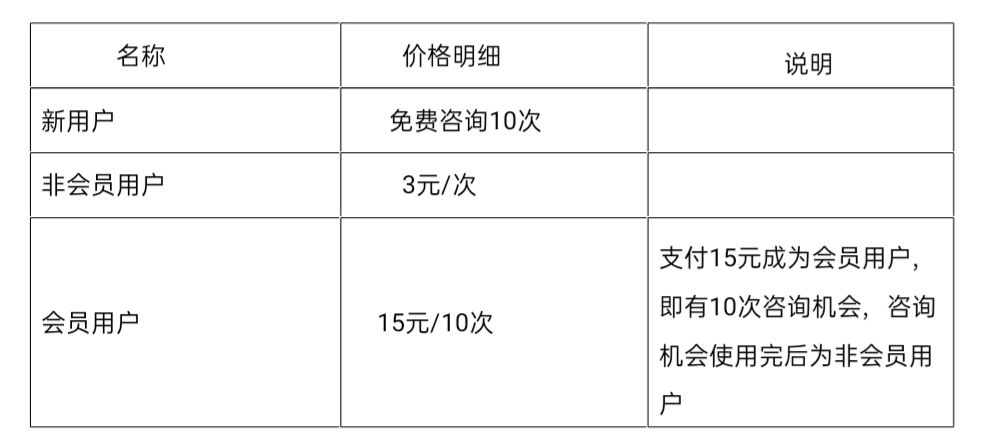 名称 价格明细 说明
新用户 免费咨询10次
非会员用户 3元/次
会员用户 15元/10次
支付15元成为会员用户，
即有10次咨询机会，咨询
机会使用完后为非会员用
户